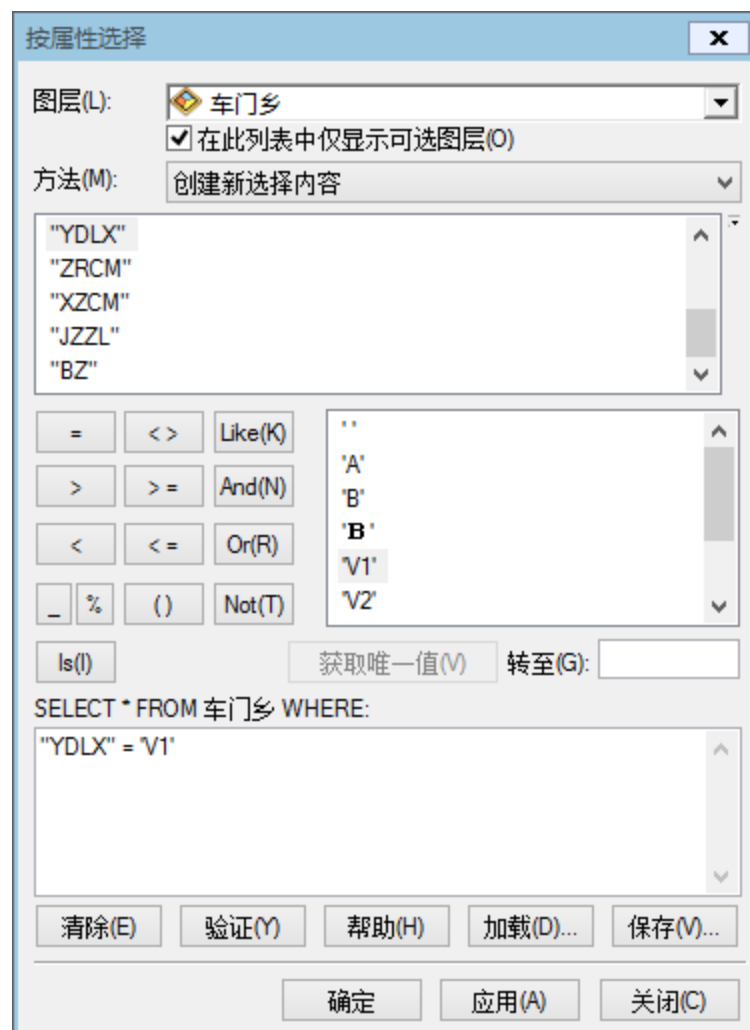 按属性选择
图层(L): 车门乡
在此列表中仅显示可选图层(O)
方法(M): 创建新选择内容
"YDLX"
"ZRCM"
"XZCM"
"JZZL"
"BZ"
= < > Like(K)
> > = And(N)
< < = Or(R)
_ % ( ) Not(T)
' '
'A'
'B'
'B '
'V1'
'V2'
Is(I) 获取唯一值(V) 转至(G):
SELECT * FROM 车门乡 WHERE:
"YDLX" = 'V1'
清除(E) 验证(Y) 帮助(H) 加载(D)... 保存(V)...
确定 应用(A) 关闭(C)